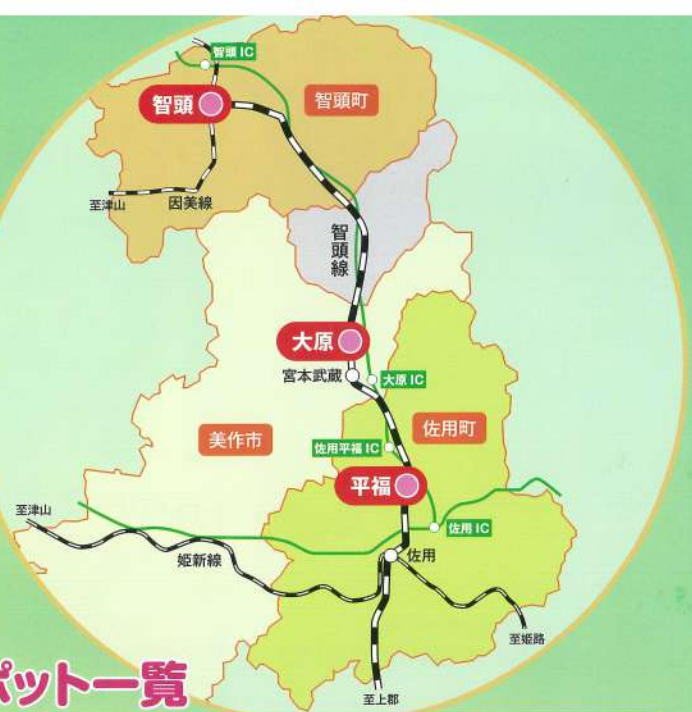 智頭 IC
智頭
智頭町
至津山
因美線
智頭線
大原
宮本武蔵
大原 IC
美作市
佐用町
佐用平福 IC
平福
至津山
佐用 IC
姫新線
佐用
至姫路
ポット一覧
至上郡